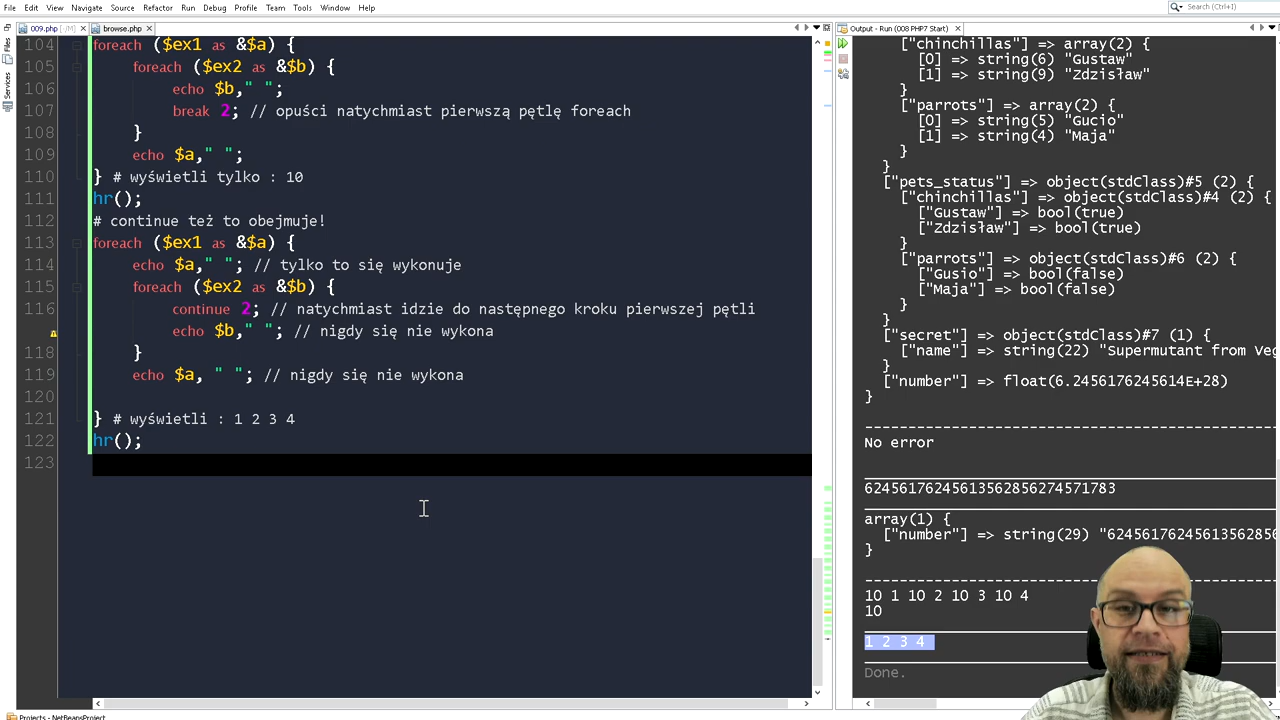 File Edit View Navigate Source Refactor Run Debug Profile Team Tools Window Help
Search (Ctrl+I)
009.php [-/M] browse.php
Files
Services
104 foreach ($ex1 as &$a) {
105 foreach ($ex2 as &$b) {
106 echo $b," ";
107 break 2; // opuści natychmiast pierwszą pętlę foreach
108 }
109 echo $a," ";
110 } # wyświetli tylko : 10
111 hr();
112 # continue też to obejmuje!
113 foreach ($ex1 as &$a) {
114 echo $a," "; // tylko to się wykonuje
115 foreach ($ex2 as &$b) {
116 continue 2; // natychmiast idzie do następnego kroku pierwszej pętli
echo $b," "; // nigdy się nie wykona
118 }
119 echo $a, " "; // nigdy się nie wykona
120
121 } # wyświetli : 1 2 3 4
122 hr();
123
Output - Run (008 PHP7 Start)
["chinchillas"] => array(2) {
[0] => string(6) "Gustaw"
[1] => string(9) "Zdzisław"
}
["parrots"] => array(2) {
[0] => string(5) "Gucio"
[1] => string(4) "Maja"
}
}
["pets_status"] => object(stdClass)#5 (2) {
["chinchillas"] => object(stdClass)#4 (2) {
["Gustaw"] => bool(true)
["Zdzisław"] => bool(true)
}
["parrots"] => object(stdClass)#6 (2) {
["Gusio"] => bool(false)
["Maja"] => bool(false)
}
}
["secret"] => object(stdClass)#7 (1) {
["name"] => string(22) "Supermutant from Veg
}
["number"] => float(6.2456176245614E+28)
}
No error
62456176245613562856274571783
array(1) {
["number"] => string(29) "62456176245613562856
}
10 1 10 2 10 3 10 4
10
1 2 3 4
Done.
Projects - NetBeansProject